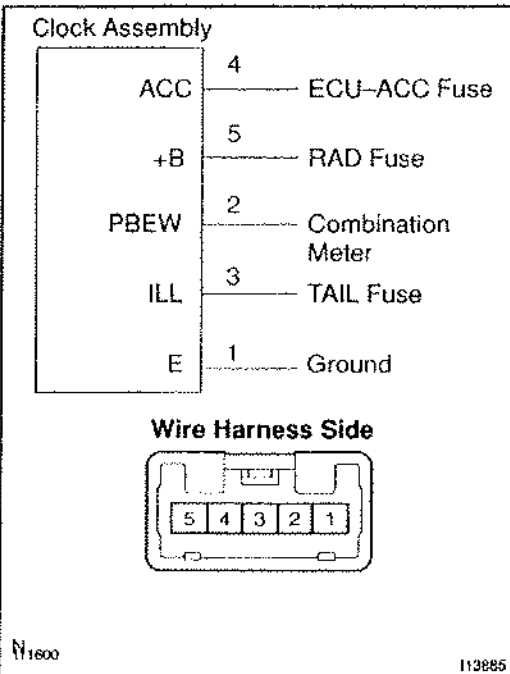 Clock Assembly
ACC 4 ECU–ACC Fuse
+B 5 RAD Fuse
PBEW 2 Combination
Meter
ILL 3 TAIL Fuse
E 1 Ground
Wire Harness Side
5 4 3 2 1
I13885